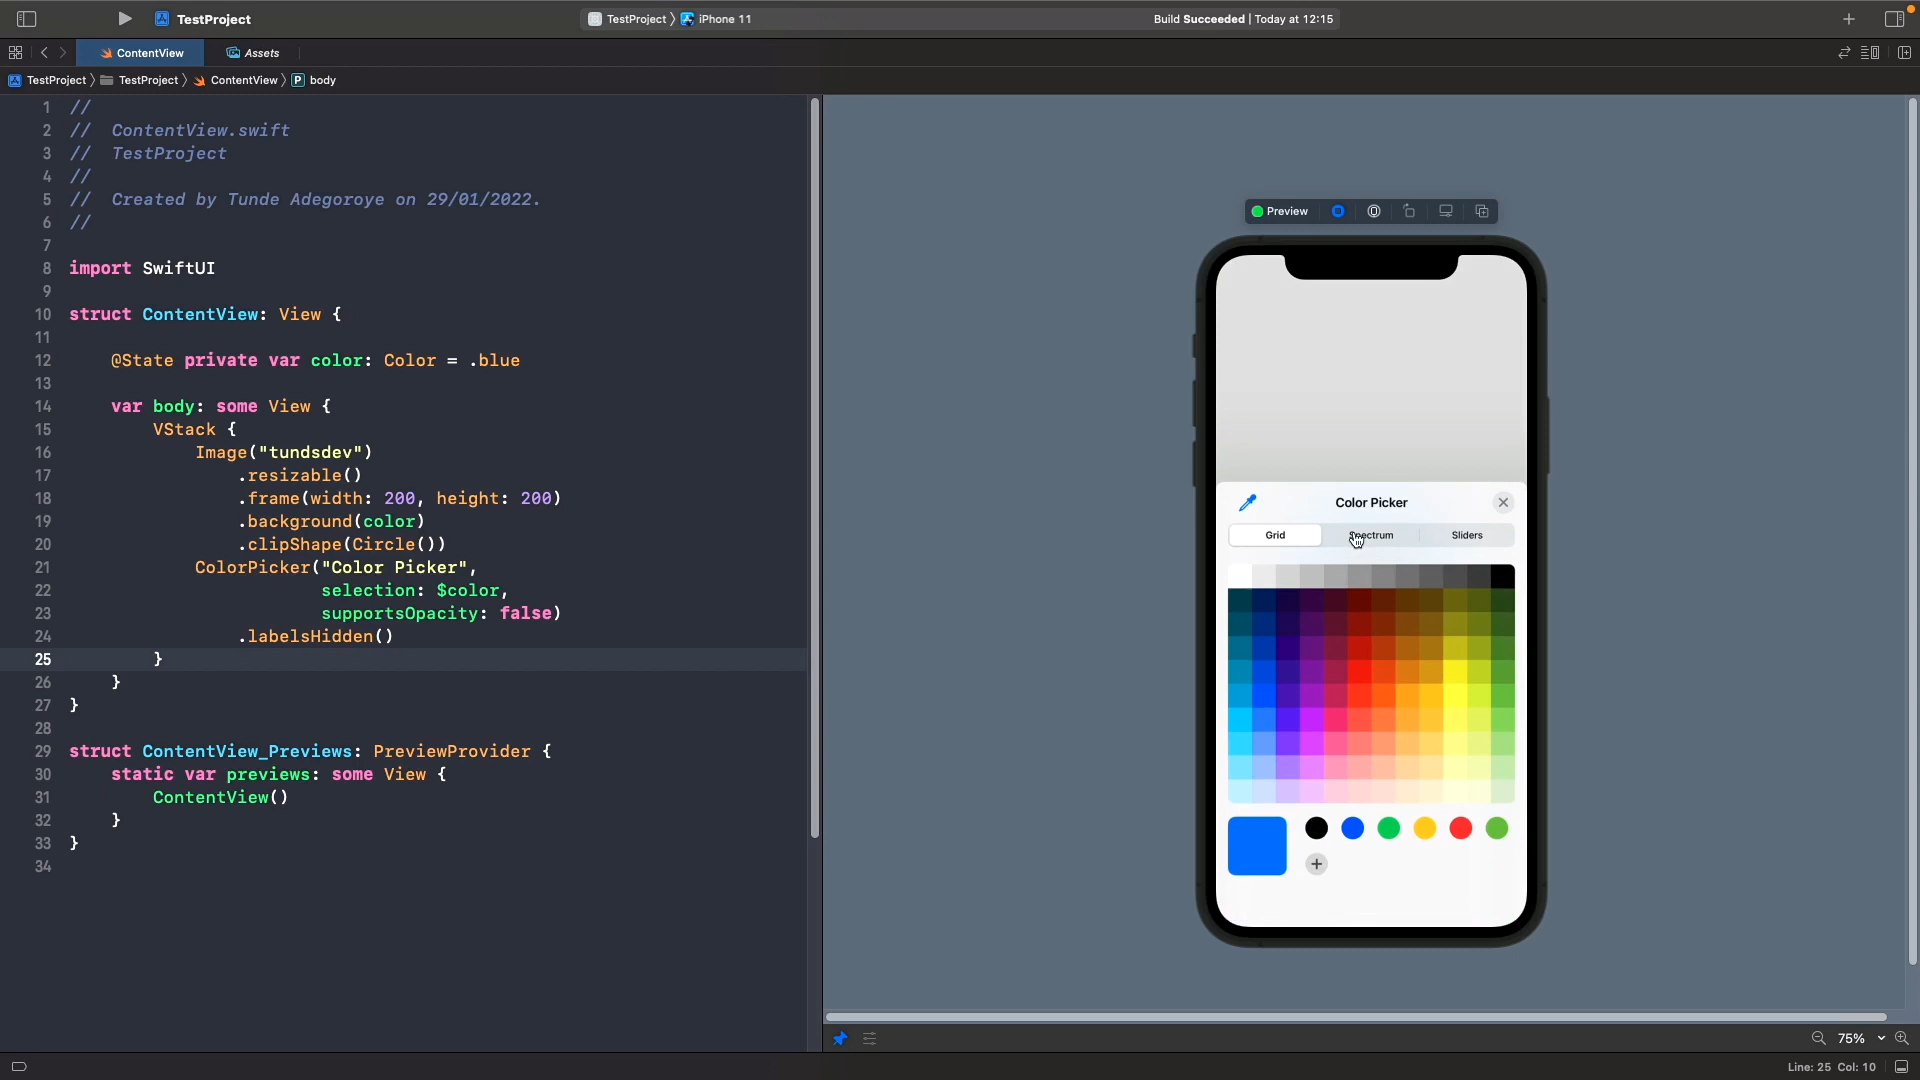 TestProject
TestProject 〉 iPhone 11
Build Succeeded | Today at 12:15
ContentView
Assets
TestProject 〉 TestProject 〉 ContentView 〉 P body
1 //
2 //  ContentView.swift
3 //  TestProject
4 //
5 //  Created by Tunde Adegoroye on 29/01/2022.
6 //
7
8 import SwiftUI
9
10 struct ContentView: View {
11
12     @State private var color: Color = .blue
13
14     var body: some View {
15         VStack {
16             Image("tundsdev")
17                 .resizable()
18                 .frame(width: 200, height: 200)
19                 .background(color)
20                 .clipShape(Circle())
21             ColorPicker("Color Picker",
22                         selection: $color,
23                         supportsOpacity: false)
24                 .labelsHidden()
25         }
26     }
27 }
28
29 struct ContentView_Previews: PreviewProvider {
30     static var previews: some View {
31         ContentView()
32     }
33 }
34
Preview
Color Picker
Grid Spectrum Sliders
75%
Line: 25 Col: 10